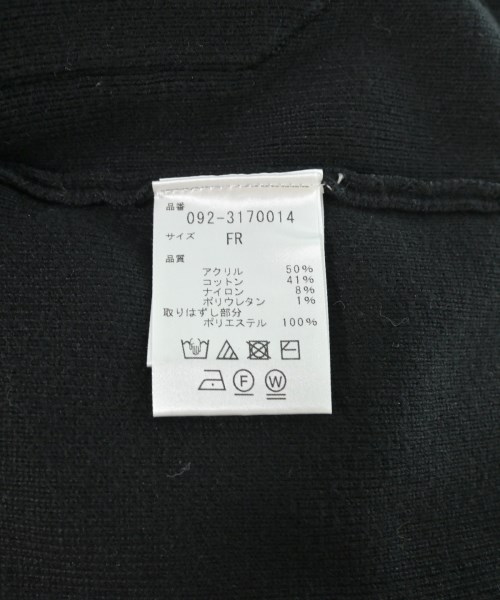 品番
092-3170014
サイズ FR
品質
アクリル 50%
コットン 41%
ナイロン 8%
ポリウレタン 1%
取りはずし部分
ポリエステル 100%
F W